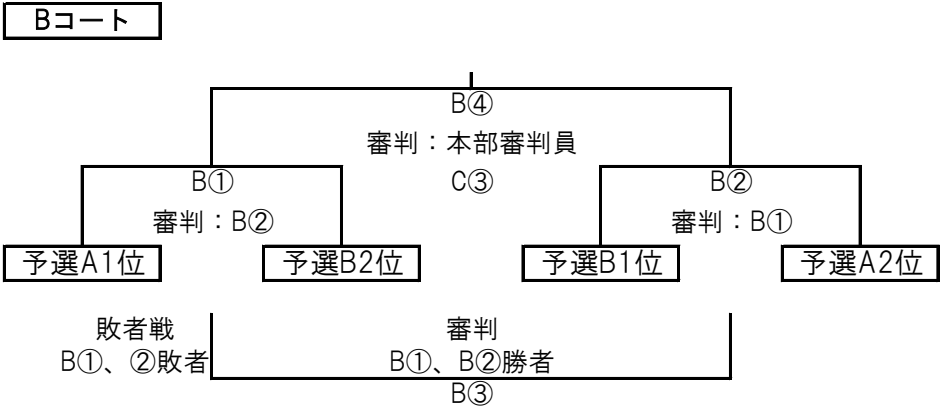 Bコート
B④
審判：本部審判員
B①
C③
B②
審判：B②
審判：B①
予選A1位
予選B2位
予選B1位
予選A2位
敗者戦
審判
B①、②敗者
B①、B②勝者
B③